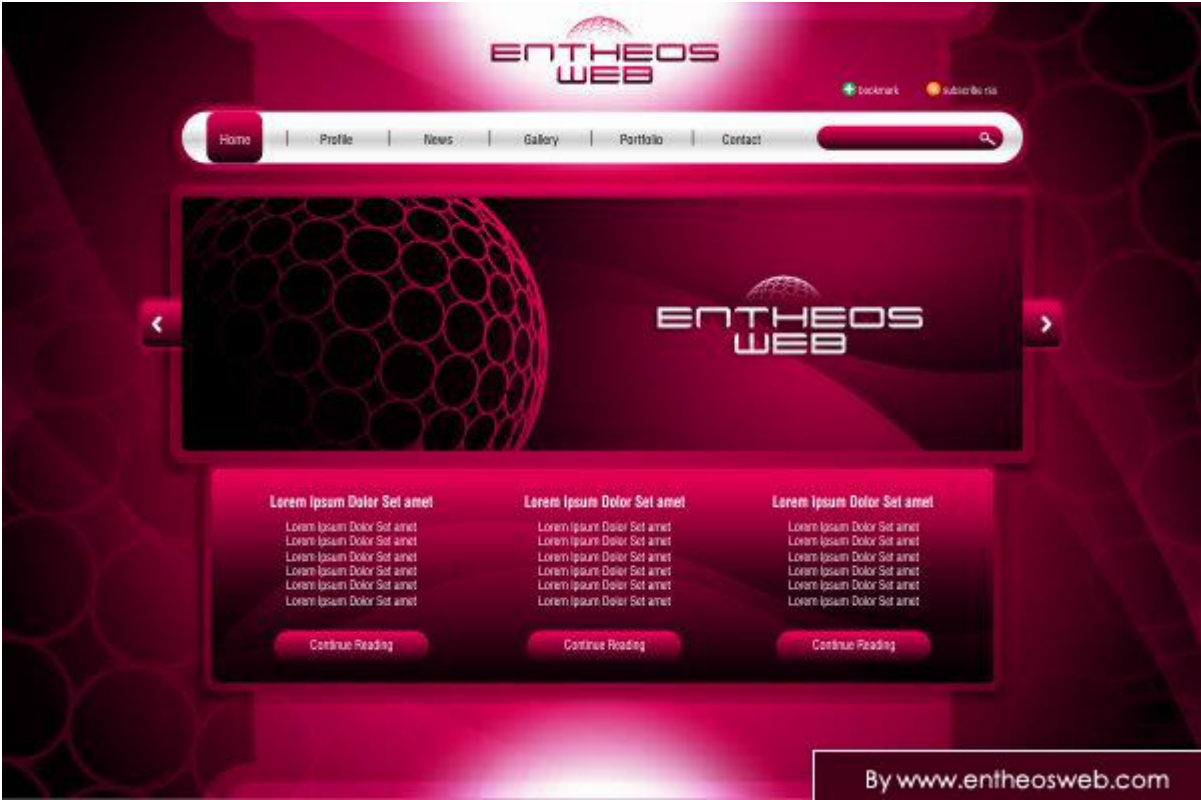 ENTHEOS
WEB
bookmark
subscribe rss
Home | Profile | News | Gallery | Portfolio | Contact
ENTHEOS
WEB
Lorem Ipsum Dolor Set amet
Lorem Ipsum Dolor Set amet
Lorem Ipsum Dolor Set amet
Lorem Ipsum Dolor Set amet
Lorem Ipsum Dolor Set amet
Lorem Ipsum Dolor Set amet
Lorem Ipsum Dolor Set amet
Continue Reading
Lorem Ipsum Dolor Set amet
Lorem Ipsum Dolor Set amet
Lorem Ipsum Dolor Set amet
Lorem Ipsum Dolor Set amet
Lorem Ipsum Dolor Set amet
Lorem Ipsum Dolor Set amet
Lorem Ipsum Dolor Set amet
Continue Reading
Lorem Ipsum Dolor Set amet
Lorem Ipsum Dolor Set amet
Lorem Ipsum Dolor Set amet
Lorem Ipsum Dolor Set amet
Lorem Ipsum Dolor Set amet
Lorem Ipsum Dolor Set amet
Lorem Ipsum Dolor Set amet
Continue Reading
By www.entheosweb.com